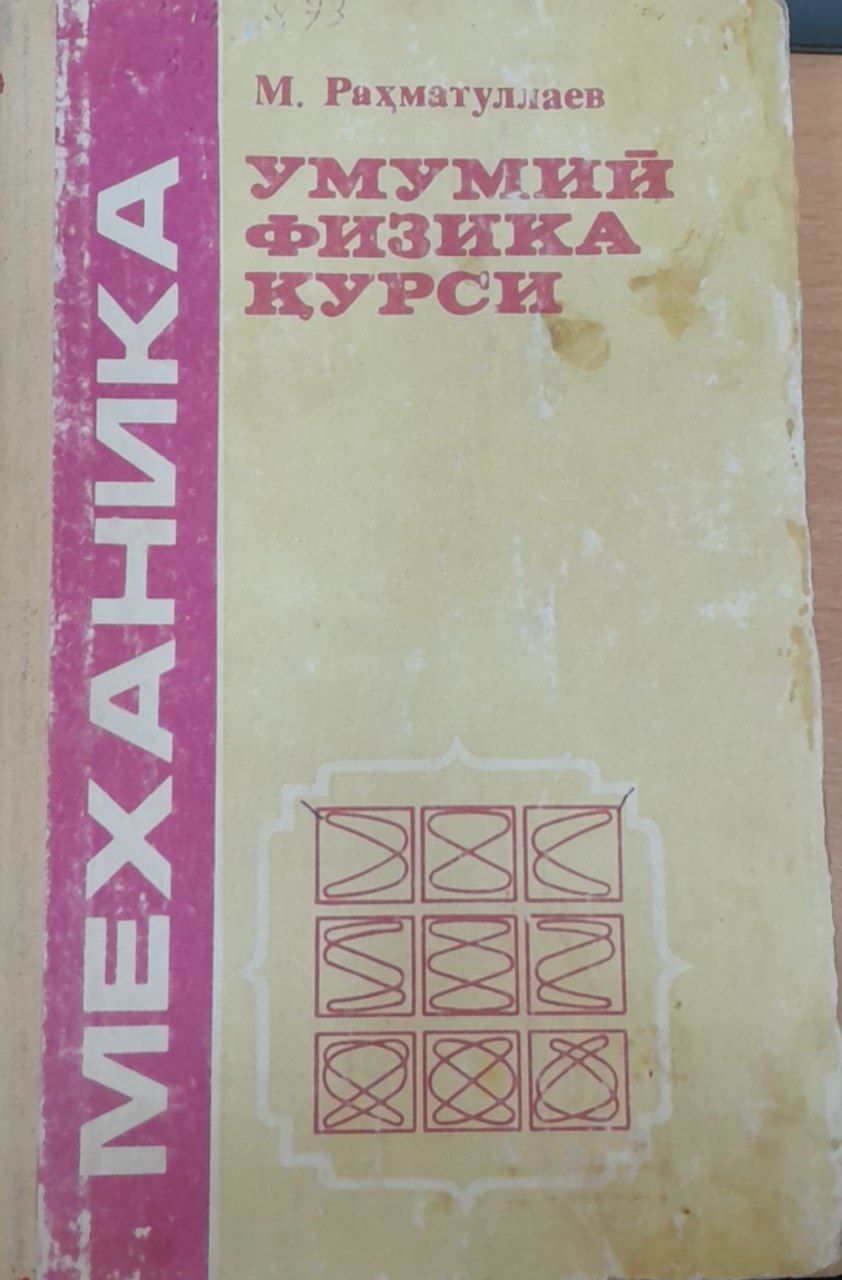 М. Раҳматуллаев
УМУМИЙ
ФИЗИКА
ҚУРСИ
МЕХАНИКА